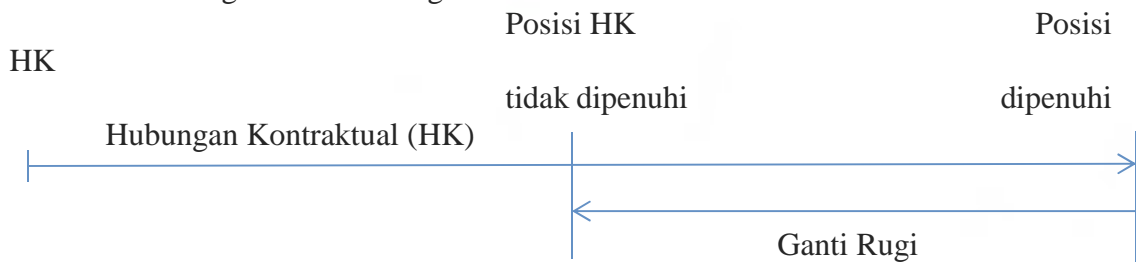 Posisi HK Posisi
HK
tidak dipenuhi dipenuhi
Hubungan Kontraktual (HK)
Ganti Rugi